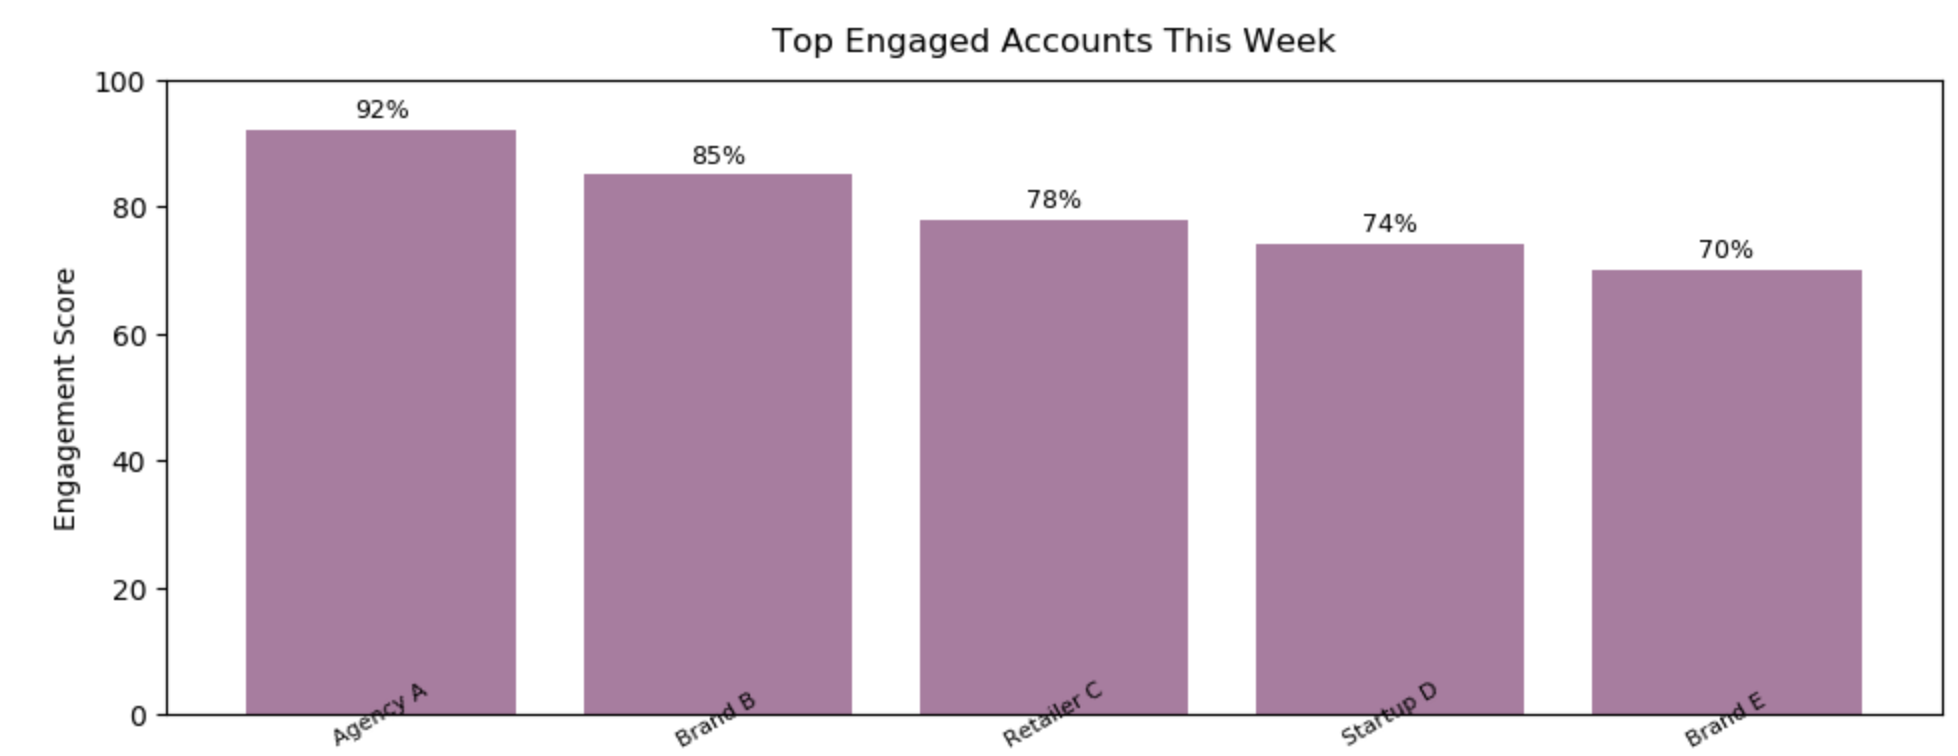 Top Engaged Accounts This Week
Engagement Score
100
80
60
40
20
0
92%
85%
78%
74%
70%
Agency A
Brand B
Retailer C
Startup D
Brand E